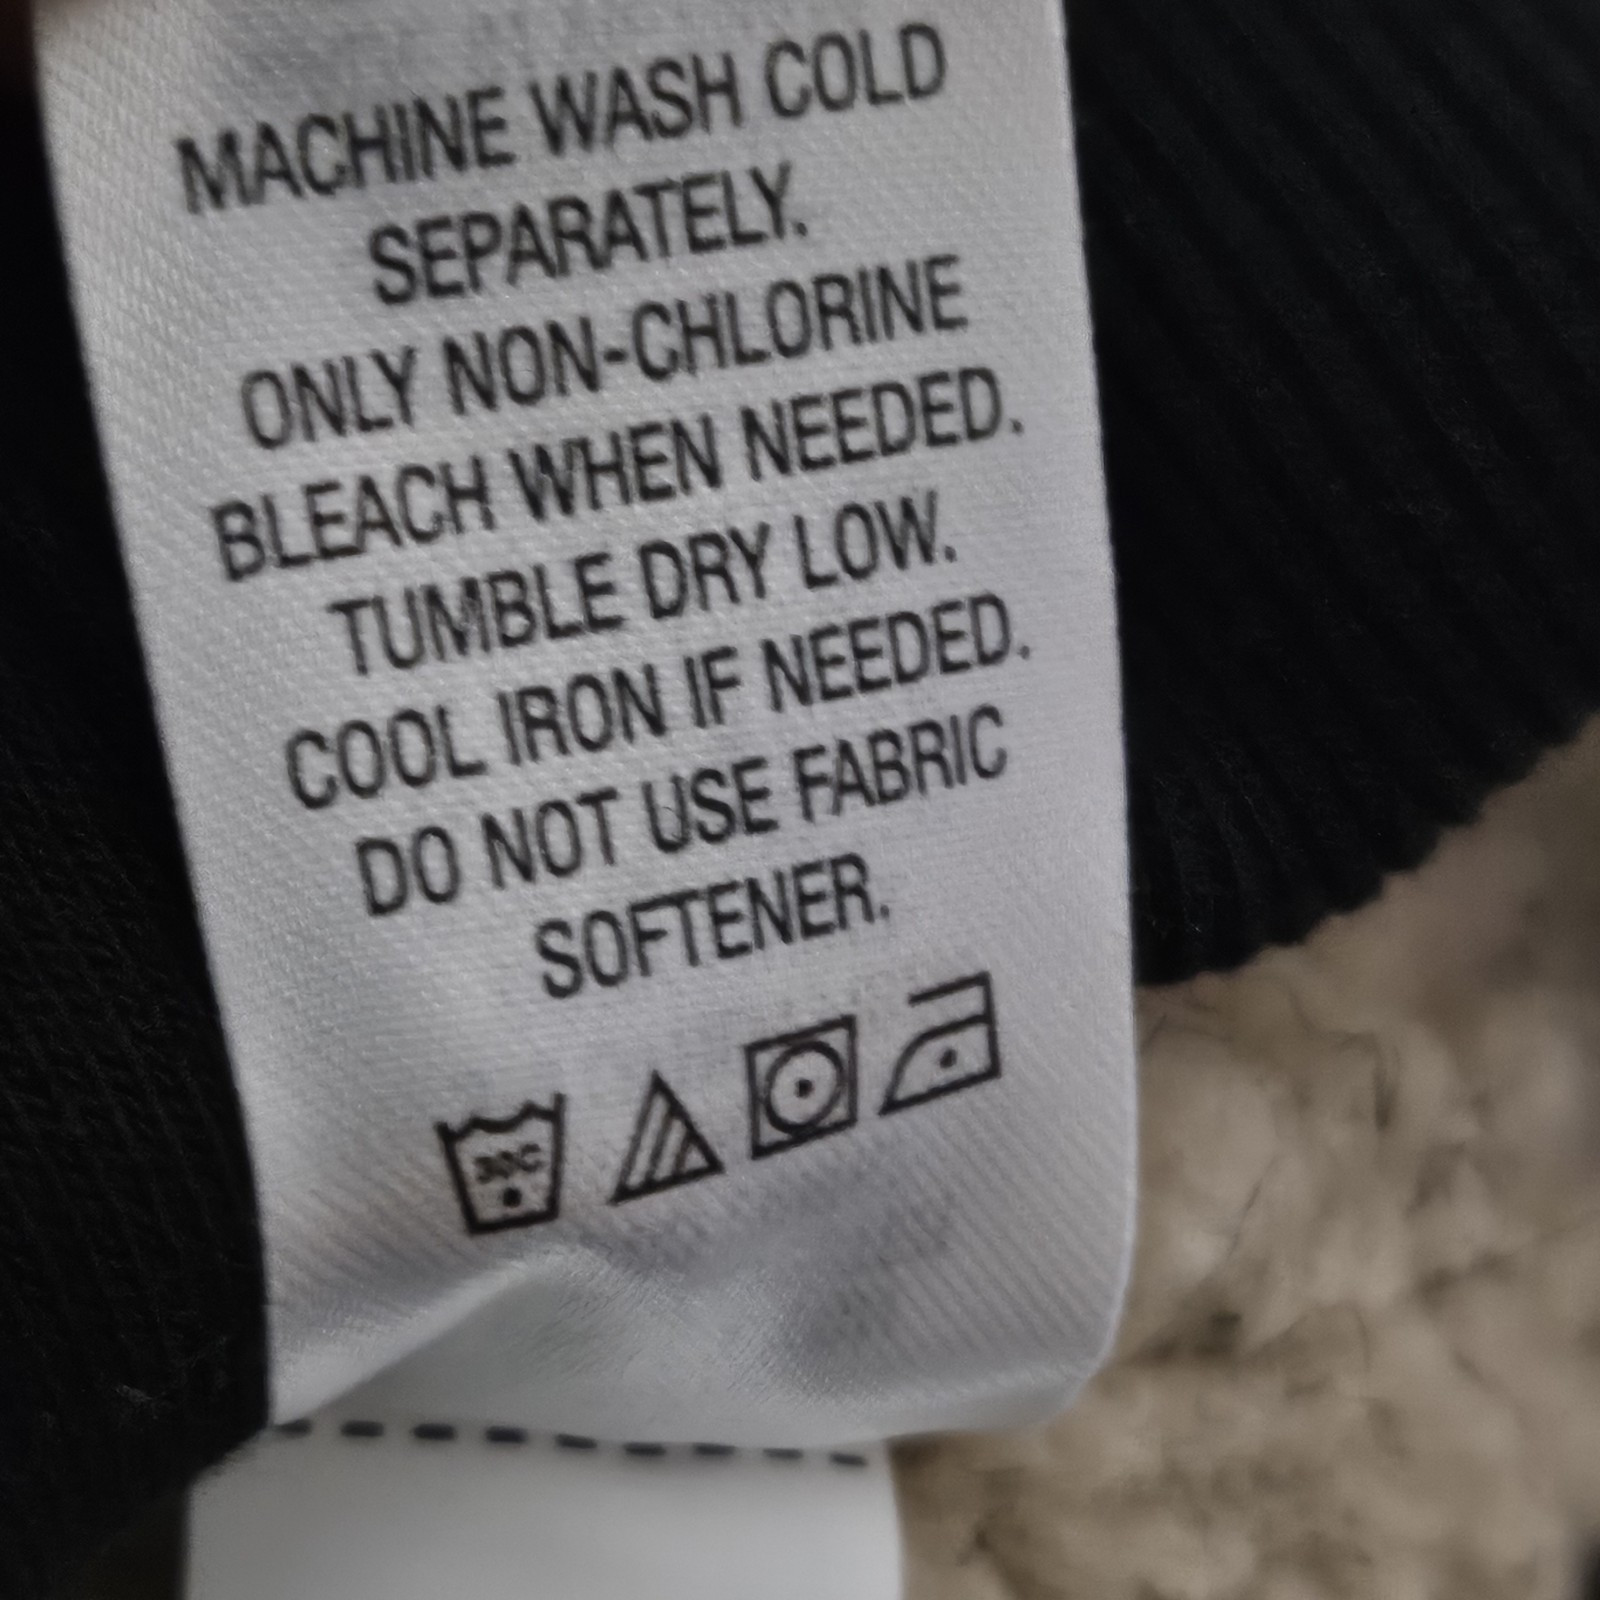 MACHINE WASH COLD
SEPARATELY.
ONLY NON-CHLORINE
BLEACH WHEN NEEDED.
TUMBLE DRY LOW.
COOL IRON IF NEEDED.
DO NOT USE FABRIC
SOFTENER.
30C